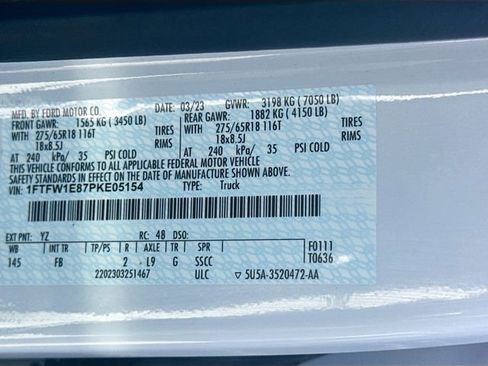 MFD. BY FORD MOTOR CO. DATE: 03/23 GVWR: 3198 KG ( 7050 LB)
FRONT GAWR: 1565 KG ( 3450 LB) REAR GAWR: 1882 KG ( 4150 LB)
275/65R18 116T TIRES 275/65R18 116T TIRES
WITH 18x8.5J RIMS WITH 18x8.5J RIMS
AT 240 kPa/ 35 PSI COLD AT 240 kPa/ 35 PSI COLD
THIS VEHICLE CONFORMS TO ALL APPLICABLE FEDERAL MOTOR VEHICLE
SAFETY STANDARDS IN EFFECT ON THE DATE OF MANUFACTURE SHOWN ABOVE.
VIN: 1FTFW1E87PKE05154 TYPE: Truck
EXT PNT: YZ RC: 48 DSO: F0111
WB INT TR TP/PS R AXLE TR SPR T0636
145 FB 2 L9 G SSCC
2202303251467 ULC 5U5A-3520472-AA